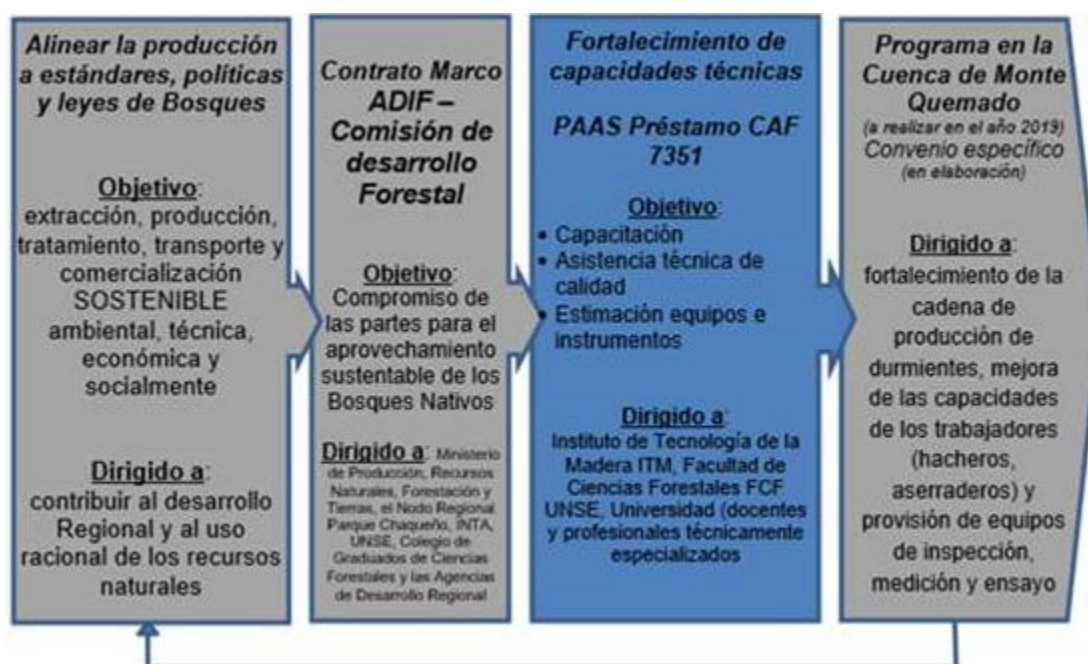 Alinear la producción
a estándares, políticas
y leyes de Bosques
Objetivo:
extracción, producción,
tratamiento, transporte y
comercialización
SOSTENIBLE
ambiental, técnica,
económica y
socialmente
Dirigido a:
contribuir al desarrollo
Regional y al uso
racional de los recursos
naturales
Contrato Marco
ADIF –
Comisión de
desarrollo
Forestal
Objetivo:
Compromiso de
las partes para el
aprovechamiento
sustentable de los
Bosques Nativos
Dirigido a: Ministerio
de Producción, Recursos
Naturales, Forestación y
Tierras, el Nodo Regional
Parque Chaqueño, INTA,
UNSE, Colegio de
Graduados de Ciencias
Forestales y las Agencias
de Desarrollo Regional
Fortalecimiento de
capacidades técnicas
PAAS Préstamo CAF
7351
Objetivo:
• Capacitación
• Asistencia técnica de
calidad
• Estimación equipos e
instrumentos
Dirigido a:
Instituto de Tecnología de la
Madera ITM, Facultad de
Ciencias Forestales FCF
UNSE, Universidad (docentes
y profesionales técnicamente
especializados
Programa en la
Cuenca de Monte
Quemado
(a realizar en el año 2019)
Convenio específico
(en elaboración)
Dirigido a:
fortalecimiento de la
cadena de
producción de
durmientes, mejora
de las capacidades
de los trabajadores
(hacheros,
aserraderos) y
provisión de equipos
de inspección,
medición y ensayo